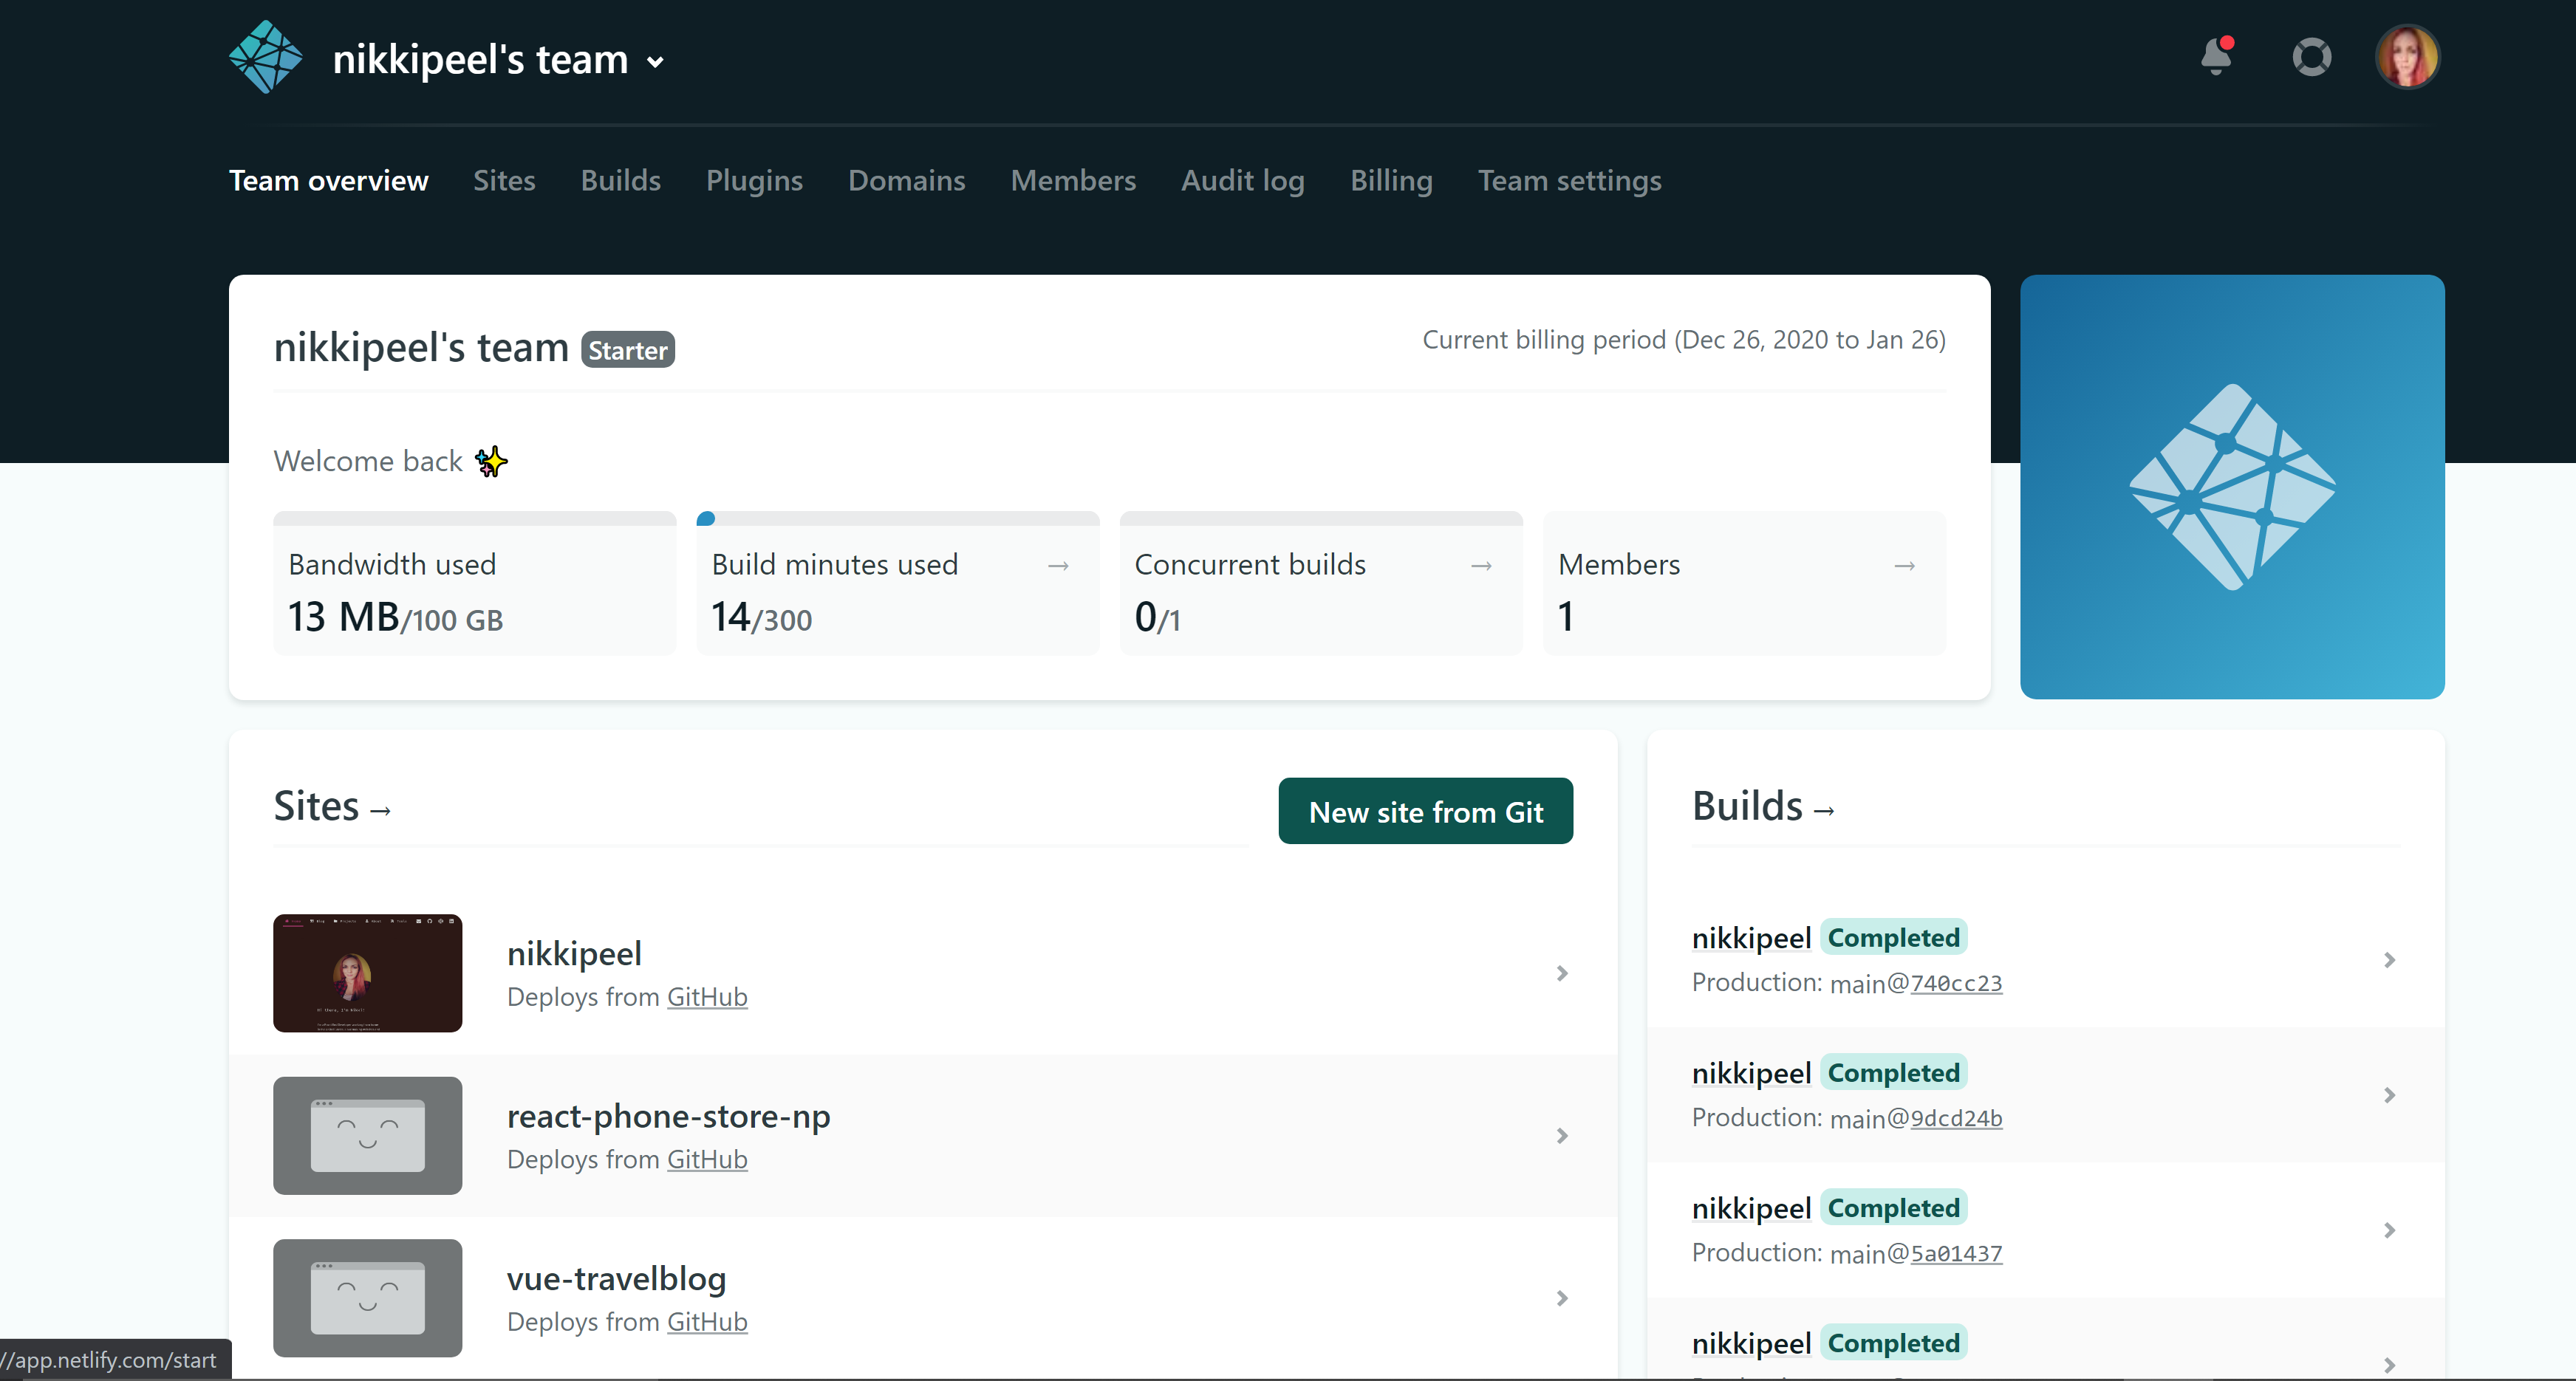 nikkipeel's team
Team overview Sites Builds Plugins Domains Members Audit log Billing Team settings
nikkipeel's team Starter
Current billing period (Dec 26, 2020 to Jan 26)
Welcome back ✨
Bandwidth used
13 MB/100 GB
Build minutes used →
14/300
Concurrent builds →
0/1
Members →
1
Sites →
New site from Git
nikkipeel
Deploys from GitHub
react-phone-store-np
Deploys from GitHub
vue-travelblog
Deploys from GitHub
Builds →
nikkipeel Completed
Production: main@740cc23
nikkipeel Completed
Production: main@9dcd24b
nikkipeel Completed
Production: main@5a01437
nikkipeel Completed
//app.netlify.com/start